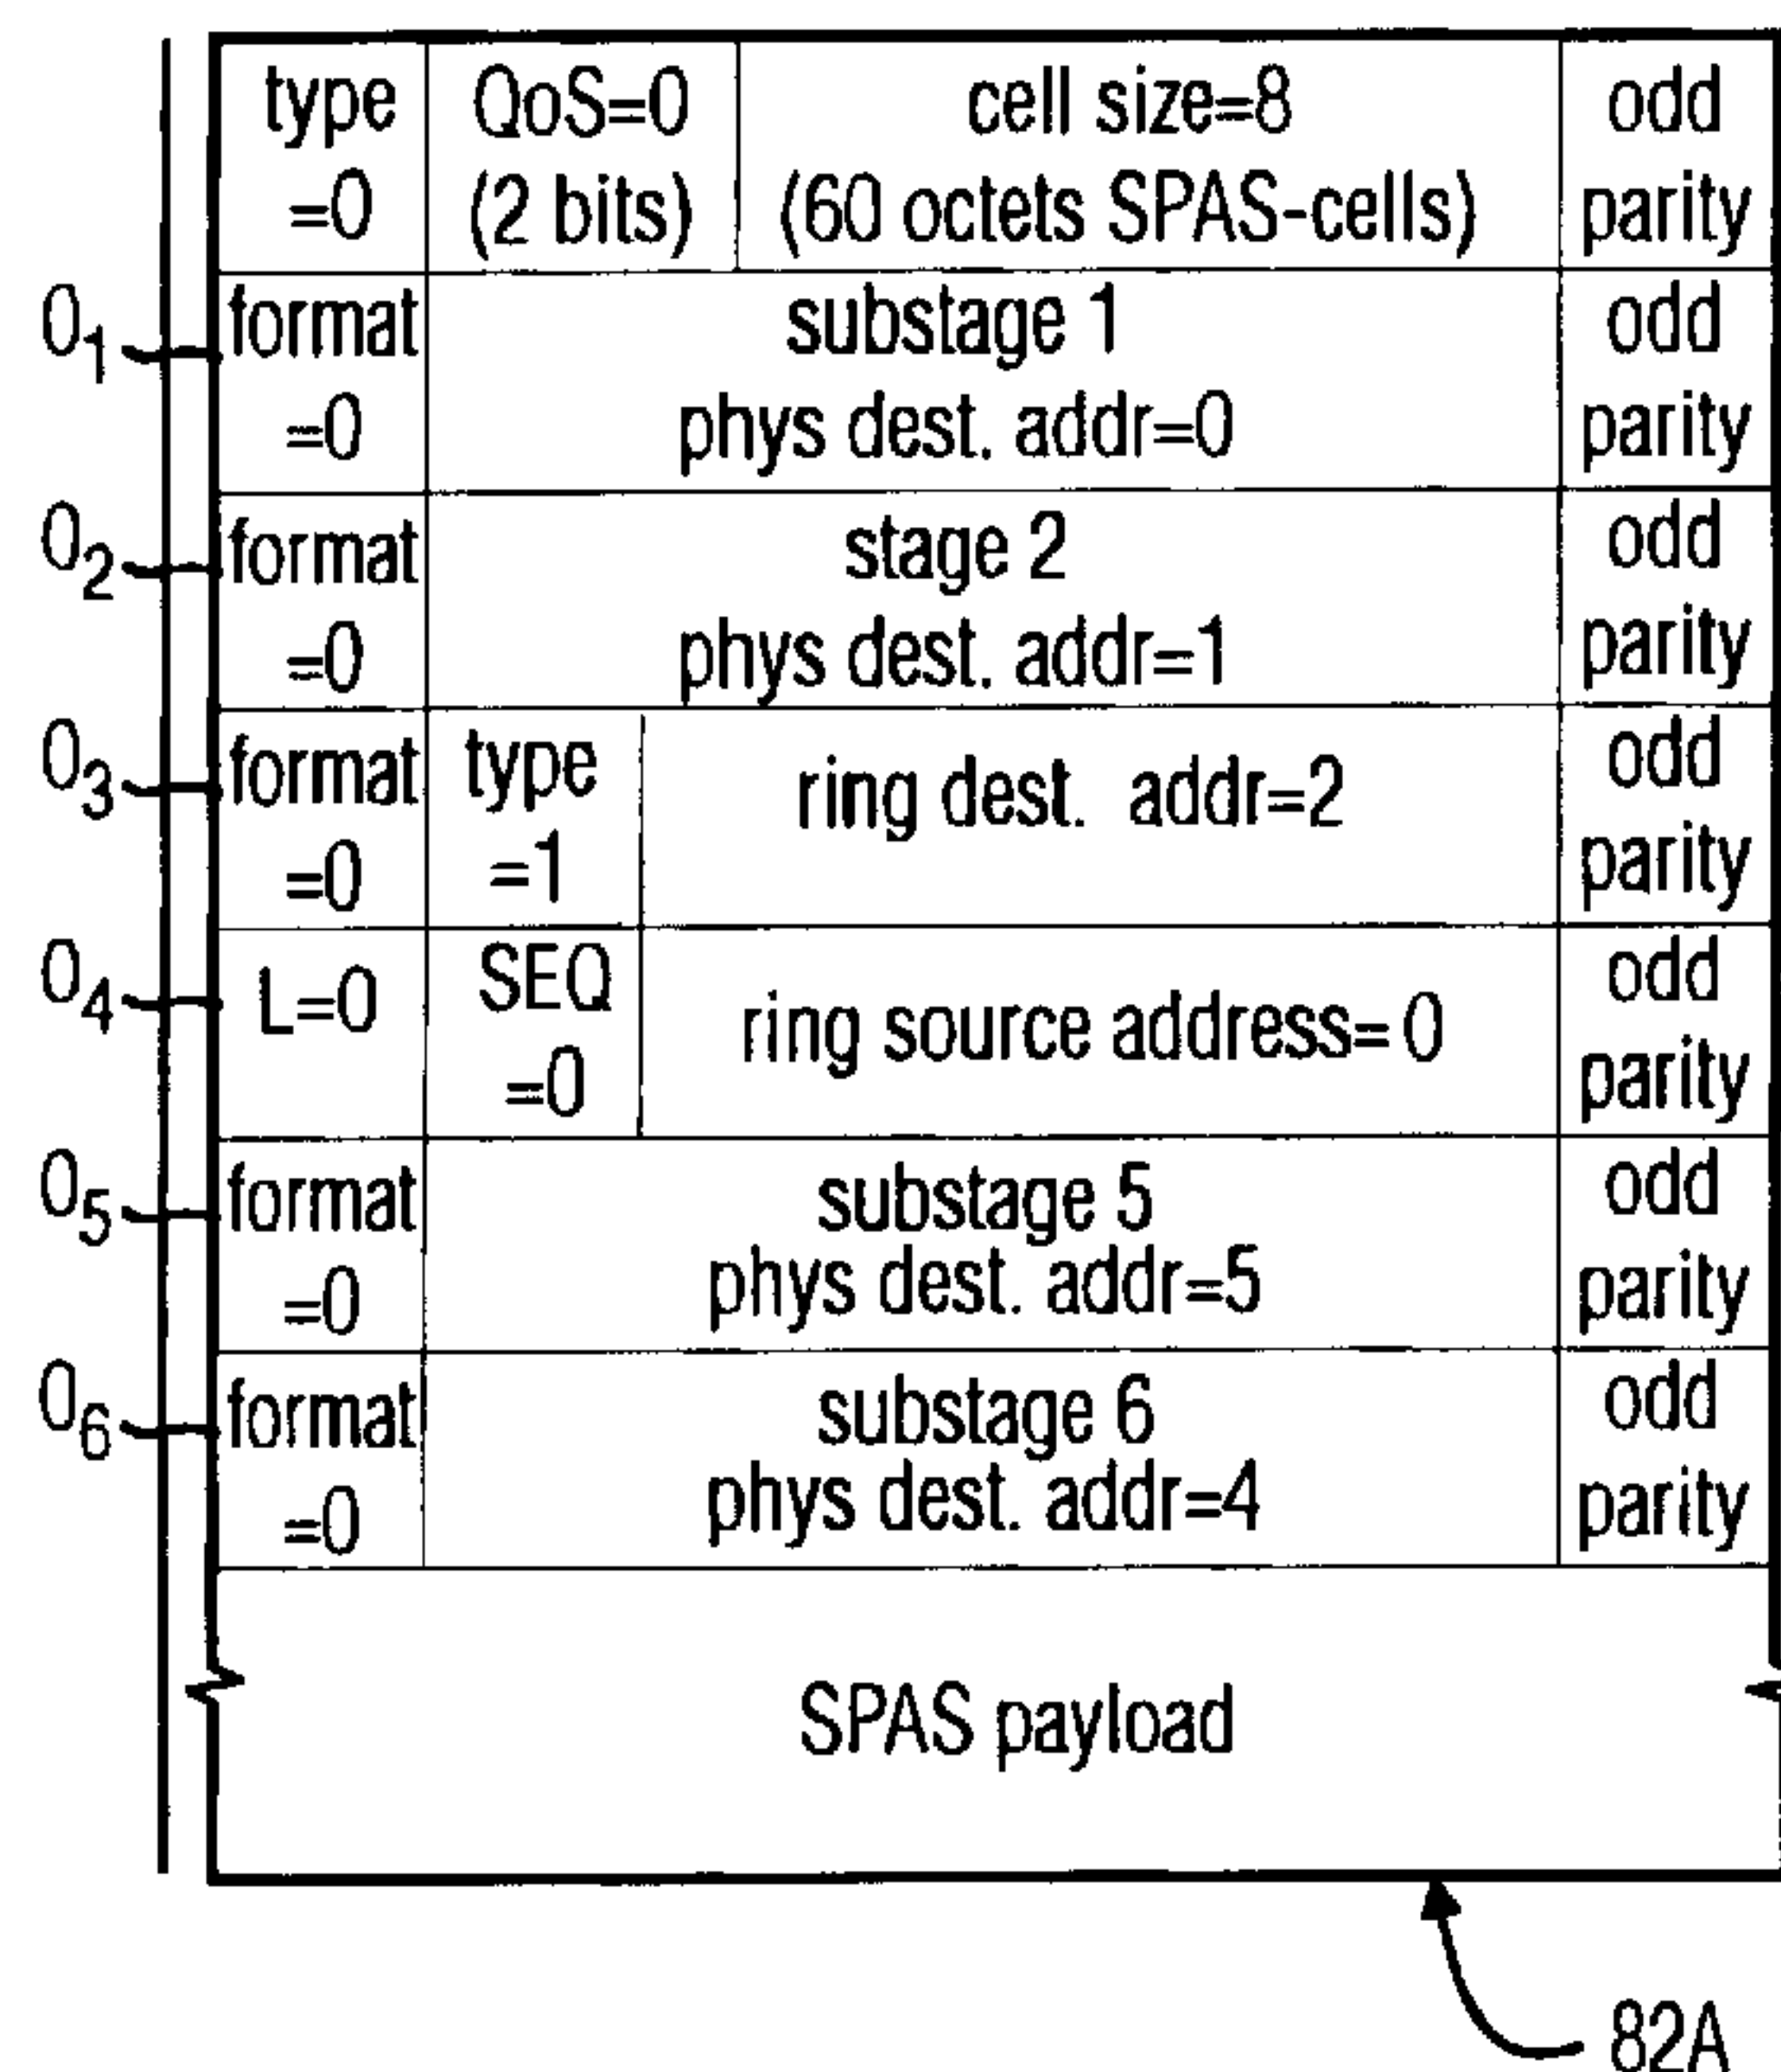 type QoS=0 cell size=8 odd
=0 (2 bits) (60 octets SPAS-cells) parity
O1 format substage 1 odd
=0 phys dest. addr=0 parity
O2 format stage 2 odd
=0 phys dest. addr=1 parity
O3 format type ring dest. addr=2 odd
=0 =1 parity
O4 L=0 SEQ ring source address= 0 odd
=0 parity
O5 format substage 5 odd
=0 phys dest. addr=5 parity
O6 format substage 6 odd
=0 phys dest. addr=4 parity
SPAS payload
82A